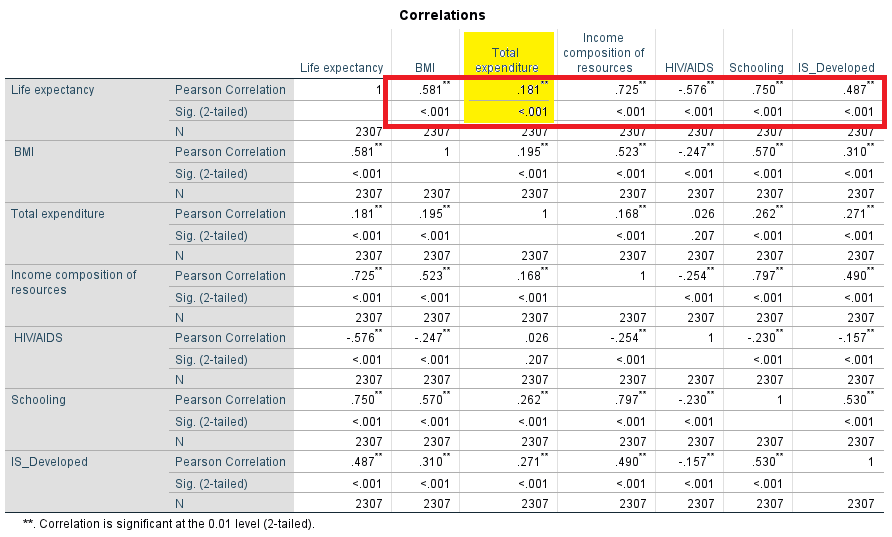 Correlations
Life expectancy BMI Total expenditure Income composition of resources HIV/AIDS Schooling IS_Developed
Life expectancy Pearson Correlation 1 .581** .181** .725** -.576** .750** .487**
Sig. (2-tailed) <.001 <.001 <.001 <.001 <.001 <.001
N 2307 2307 2307 2307 2307 2307 2307
BMI Pearson Correlation .581** 1 .195** .523** -.247** .570** .310**
Sig. (2-tailed) <.001 <.001 <.001 <.001 <.001 <.001
N 2307 2307 2307 2307 2307 2307 2307
Total expenditure Pearson Correlation .181** .195** 1 .168** .026 .262** .271**
Sig. (2-tailed) <.001 <.001 <.001 .207 <.001 <.001
N 2307 2307 2307 2307 2307 2307 2307
Income composition of resources Pearson Correlation .725** .523** .168** 1 -.254** .797** .490**
Sig. (2-tailed) <.001 <.001 <.001 <.001 <.001 <.001
N 2307 2307 2307 2307 2307 2307 2307
HIV/AIDS Pearson Correlation -.576** -.247** .026 -.254** 1 -.230** -.157**
Sig. (2-tailed) <.001 <.001 .207 <.001 <.001 <.001
N 2307 2307 2307 2307 2307 2307 2307
Schooling Pearson Correlation .750** .570** .262** .797** -.230** 1 .530**
Sig. (2-tailed) <.001 <.001 <.001 <.001 <.001 <.001
N 2307 2307 2307 2307 2307 2307 2307
IS_Developed Pearson Correlation .487** .310** .271** .490** -.157** .530** 1
Sig. (2-tailed) <.001 <.001 <.001 <.001 <.001 <.001
N 2307 2307 2307 2307 2307 2307 2307
**. Correlation is significant at the 0.01 level (2-tailed).